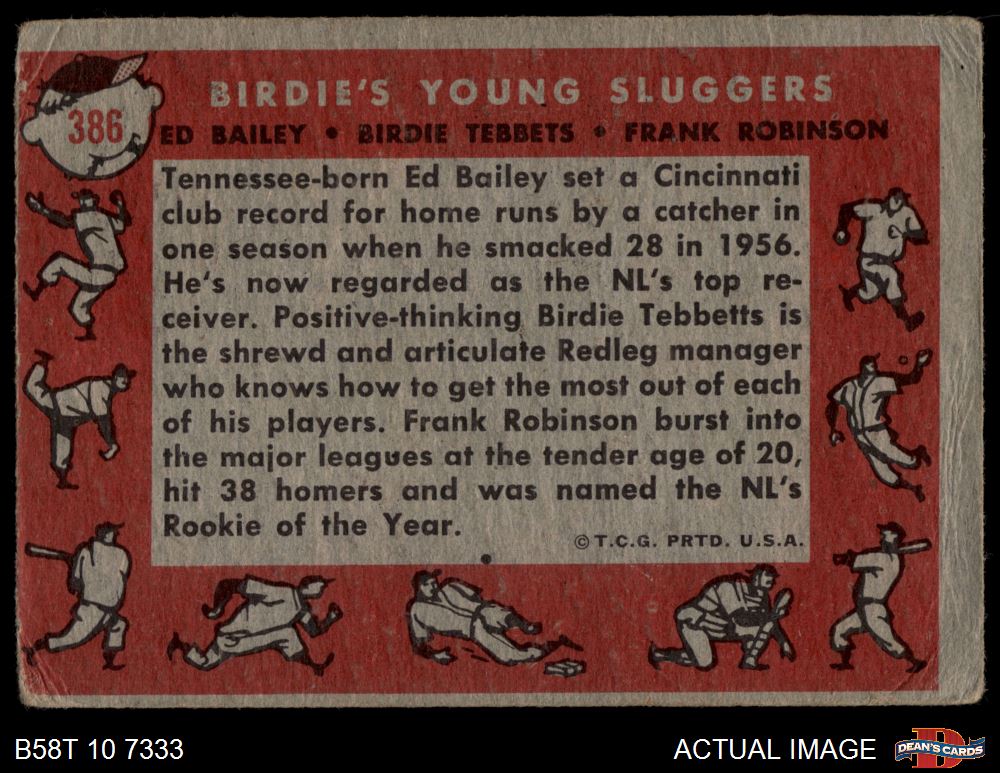 386
BIRDIE'S YOUNG SLUGGERS
ED BAILEY • BIRDIE TEBBETS • FRANK ROBINSON
Tennessee-born Ed Bailey set a Cincinnati
club record for home runs by a catcher in
one season when he smacked 28 in 1956.
He's now regarded as the NL's top re-
ceiver. Positive-thinking Birdie Tebbetts is
the shrewd and articulate Redleg manager
who knows how to get the most out of each
of his players. Frank Robinson burst into
the major leagues at the tender age of 20,
hit 38 homers and was named the NL's
Rookie of the Year.
© T.C.G. PRTD. U.S.A.
B58T 10 7333
ACTUAL IMAGE
D
DEAN'S CARDS